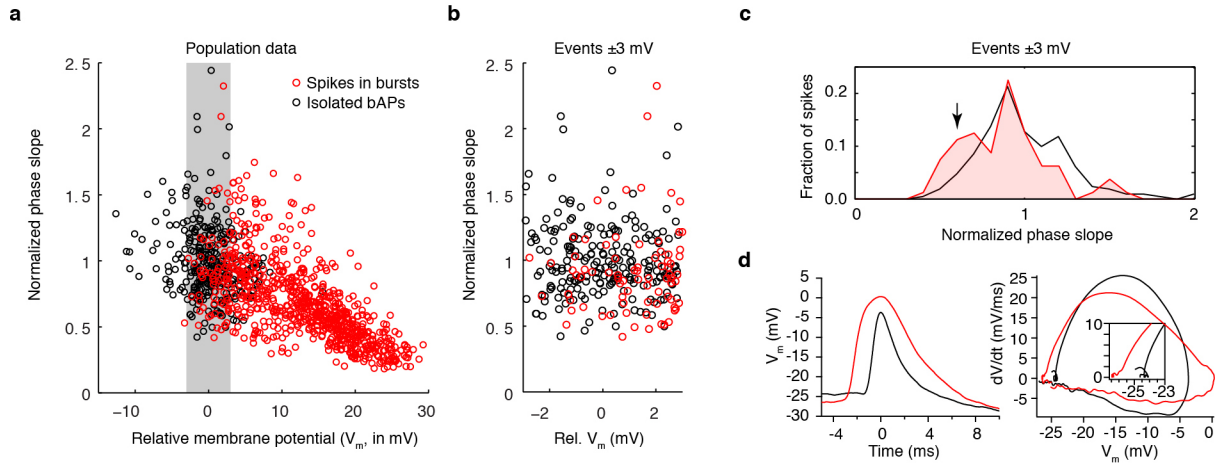 a
Population data
Spikes in bursts
Isolated bAPs
Normalized phase slope
2.5
2
1.5
1
0.5
0
−10
0
10
20
30
Relative membrane potential (Vm, in mV)
b
Events ±3 mV
Normalized phase slope
2. 5
2
1.5
1
0.5
0
−2
0
2
Rel. Vm (mV)
c
Events ±3 mV
Fraction of spikes
0.2
0.1
0.0
0
1
2
Normalized phase slope
d
Vm (mV)
5
0
-5
-10
-15
-20
-25
-30
-4
0
4
8
Time (ms)
dV/dt (mV/ms)
25
20
15
10
5
0
-5
10
0
-25
-23
-25
-20
-15
-10
-5
0
Vm (mV)